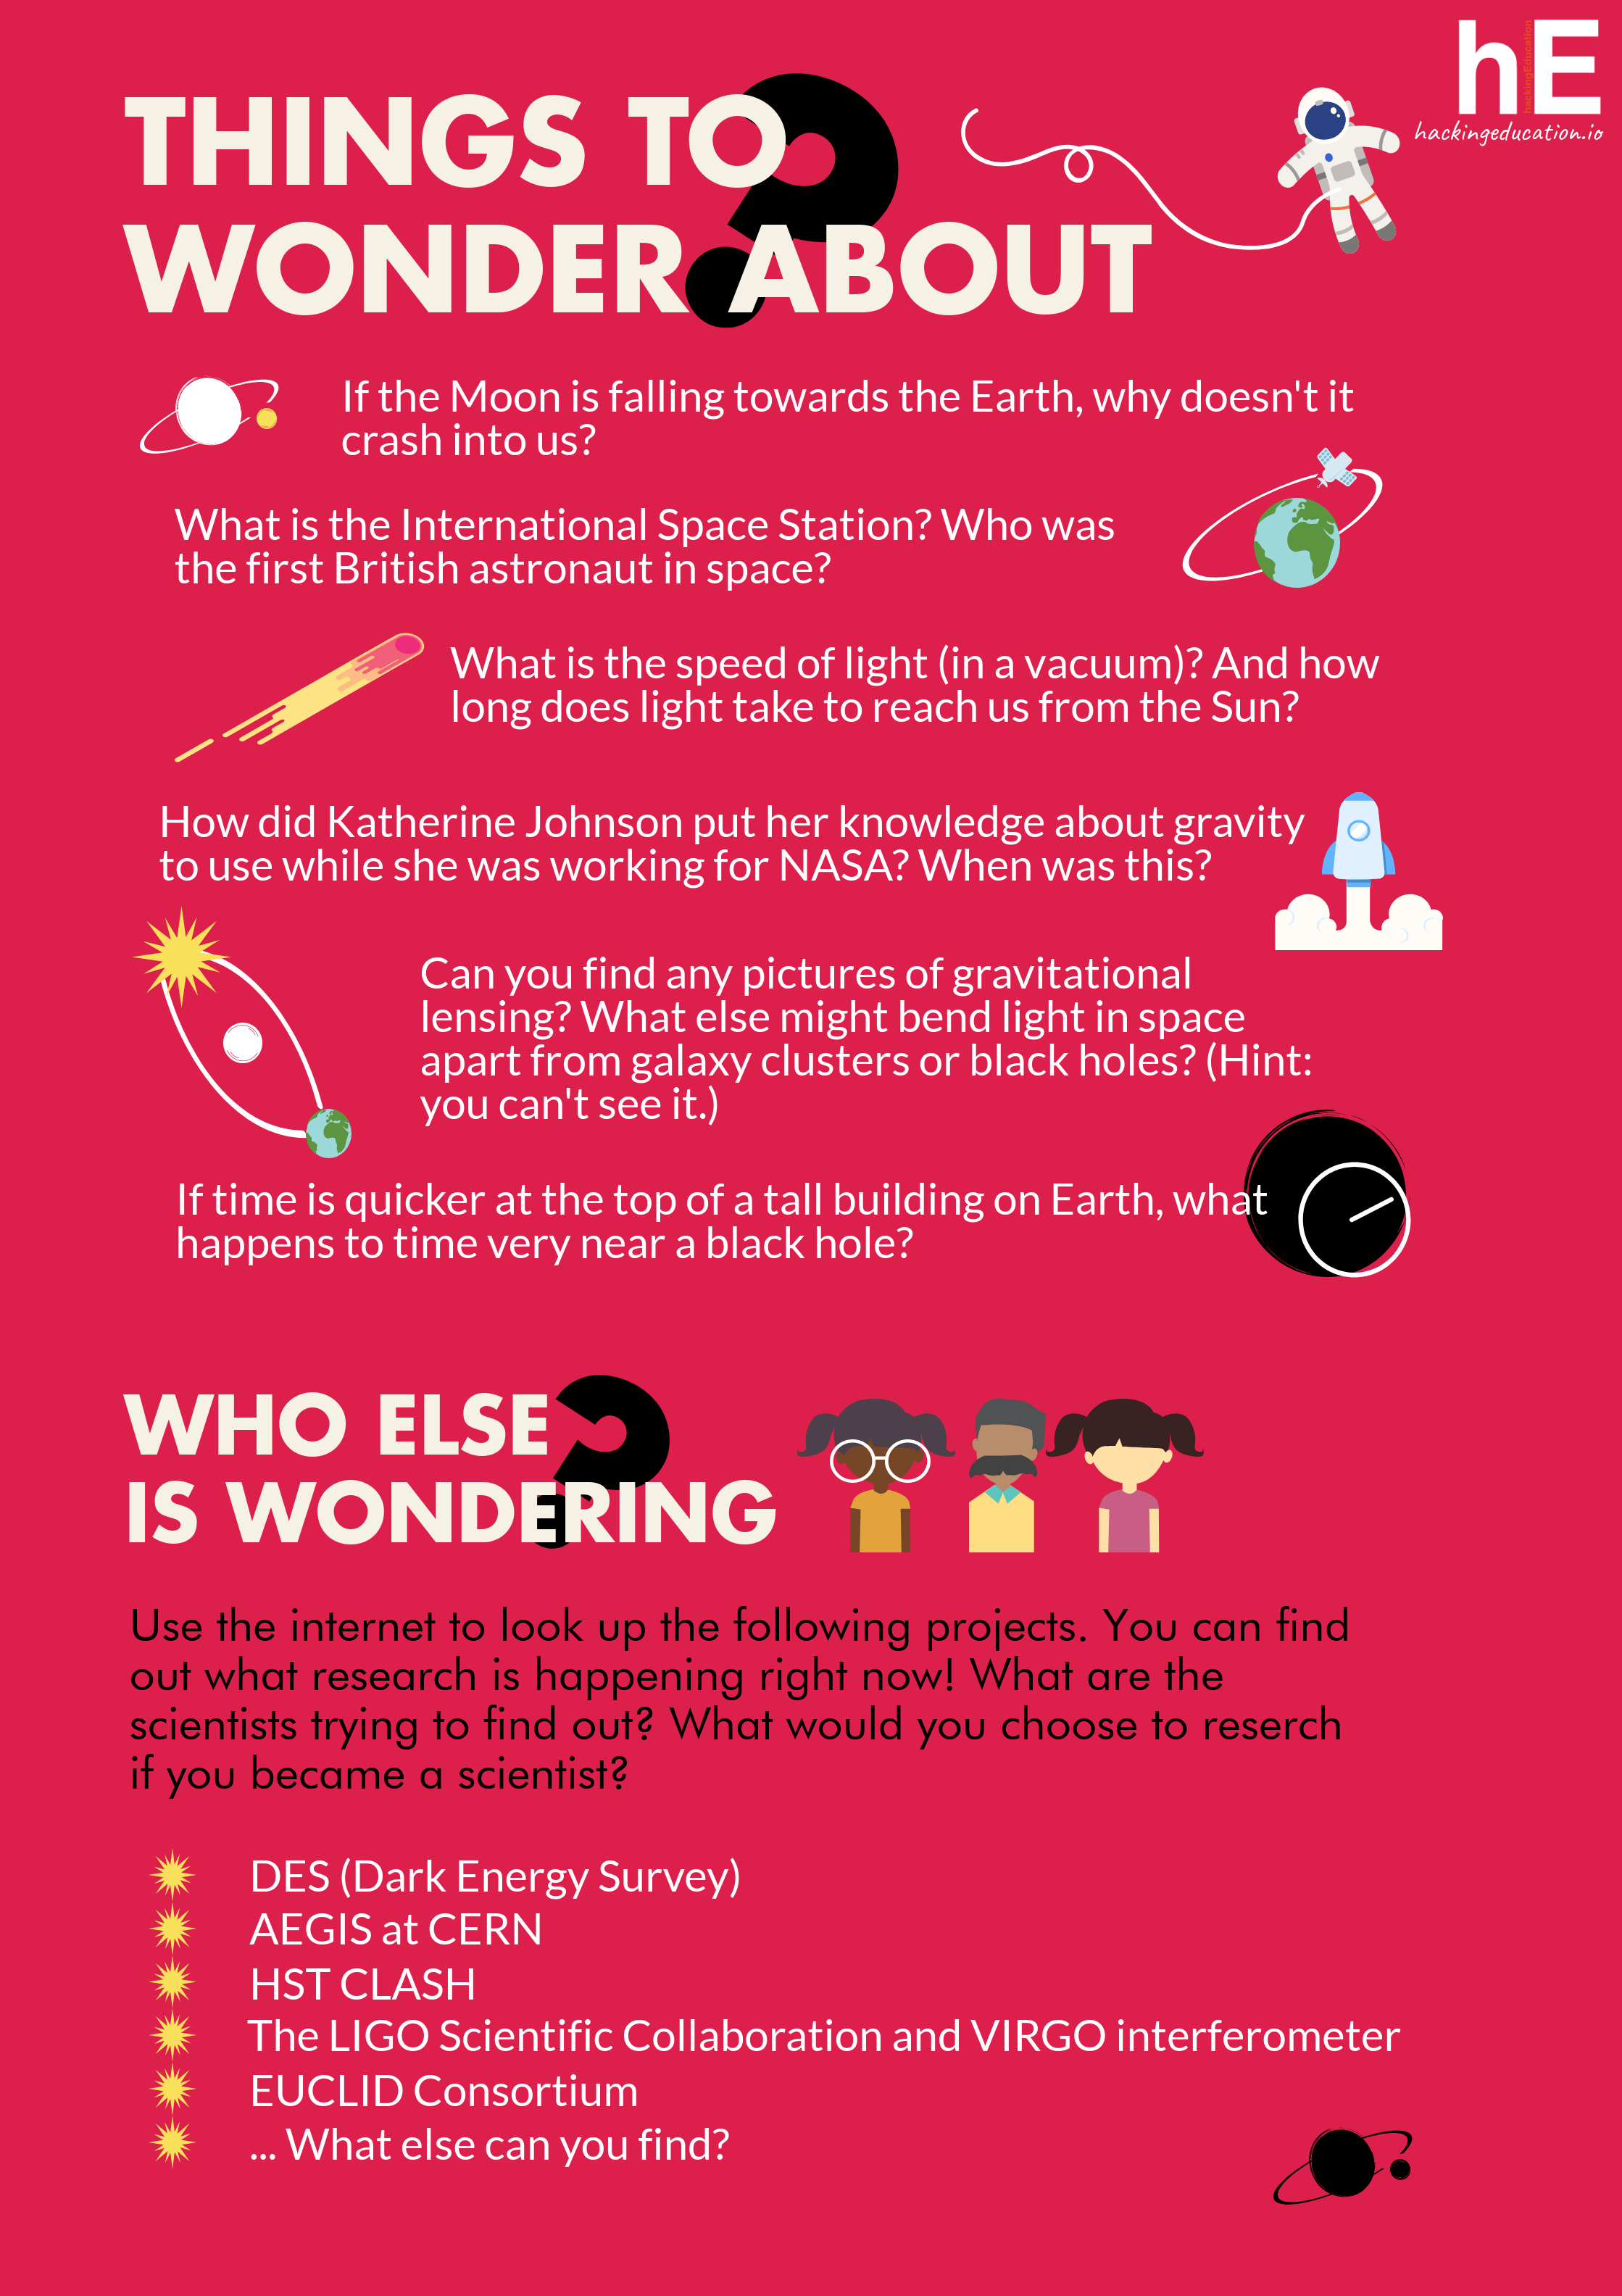 hE
hackingEducation
hackingeducation.io
THINGS TO
WONDER ABOUT
?
If the Moon is falling towards the Earth, why doesn't it
crash into us?
What is the International Space Station? Who was
the first British astronaut in space?
What is the speed of light (in a vacuum)? And how
long does light take to reach us from the Sun?
How did Katherine Johnson put her knowledge about gravity
to use while she was working for NASA? When was this?
Can you find any pictures of gravitational
lensing? What else might bend light in space
apart from galaxy clusters or black holes? (Hint:
you can't see it.)
If time is quicker at the top of a tall building on Earth, what
happens to time very near a black hole?
WHO ELSE
IS WONDERING
?
Use the internet to look up the following projects. You can find
out what research is happening right now! What are the
scientists trying to find out? What would you choose to reserch
if you became a scientist?
DES (Dark Energy Survey)
AEGIS at CERN
HST CLASH
The LIGO Scientific Collaboration and VIRGO interferometer
EUCLID Consortium
... What else can you find?